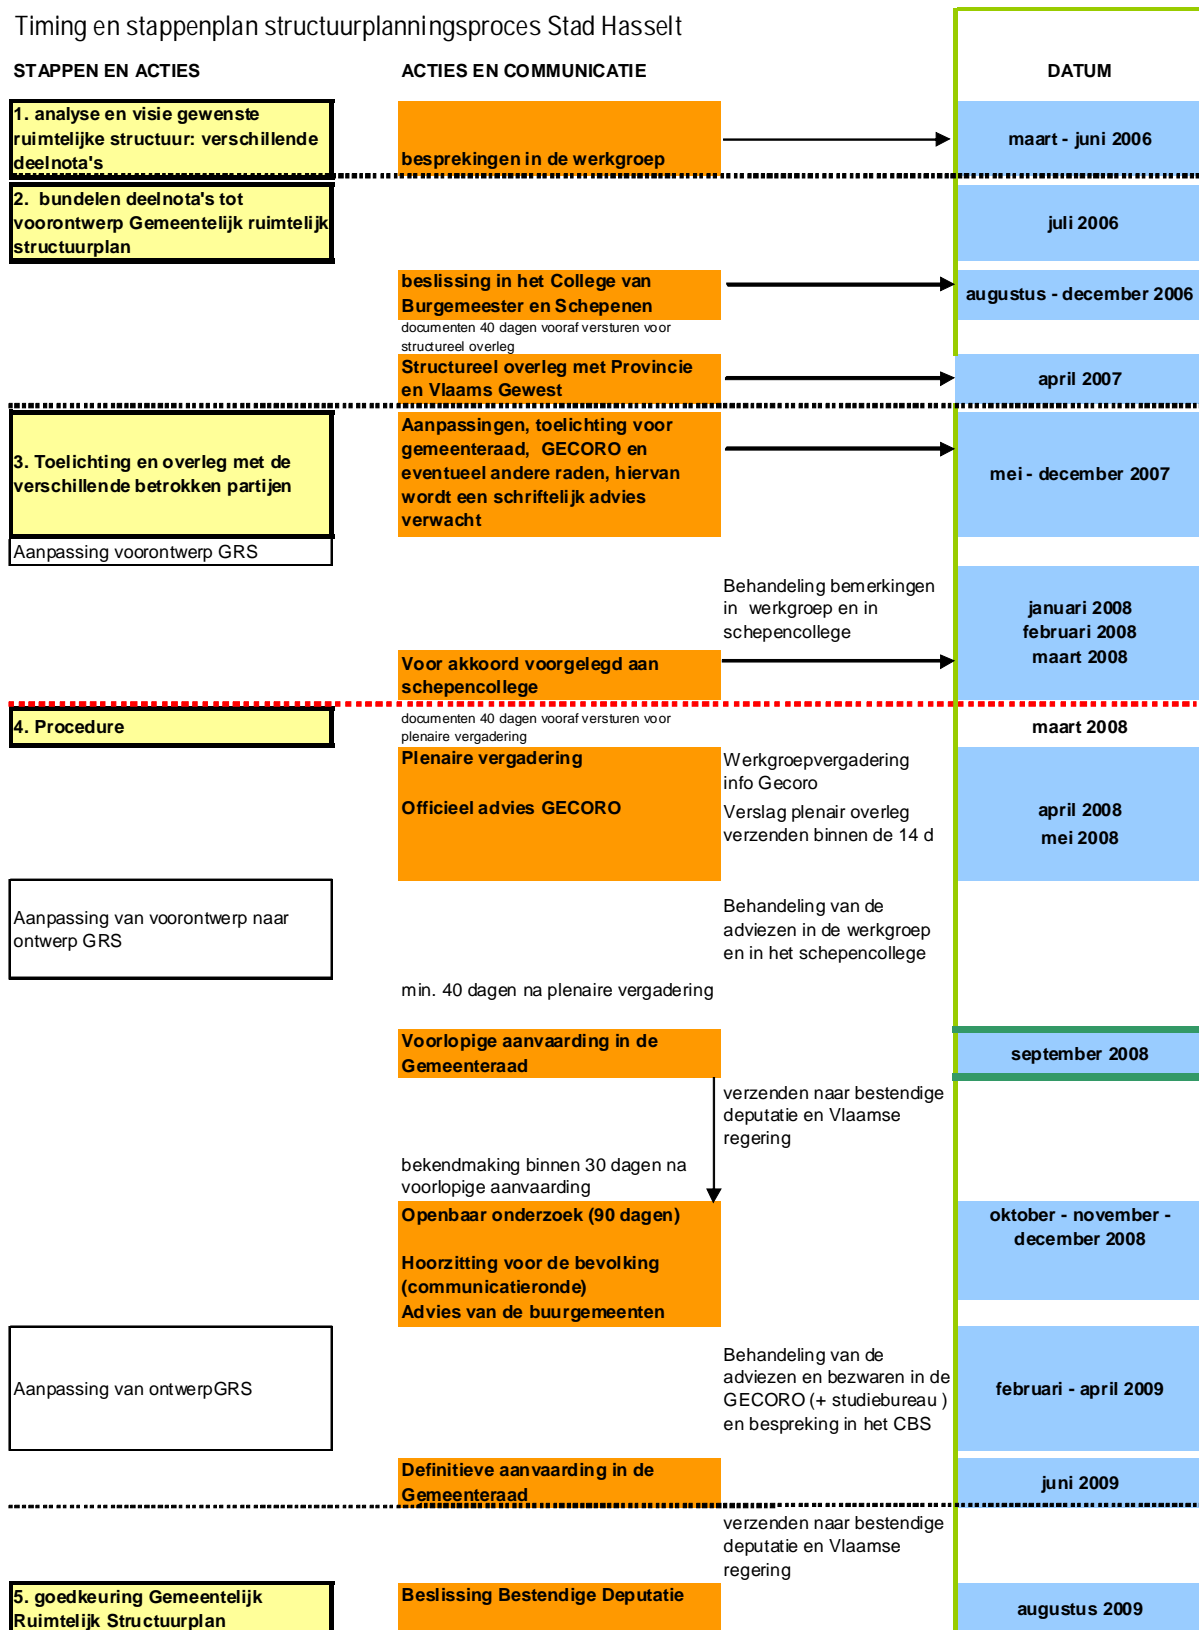 Timing en stappenplan structuurplanningsproces Stad Hasselt
STAPPEN EN ACTIES
ACTIES EN COMMUNICATIE
DATUM
1. analyse en visie gewenste
ruimtelijke structuur: verschillende
deelnota's
besprekingen in de werkgroep
maart - juni 2006
2. bundelen deelnota's tot
voorontwerp Gemeentelijk ruimtelijk
structuurplan
juli 2006
beslissing in het College van
Burgemeester en Schepenen
augustus - december 2006
documenten 40 dagen vooraf versturen voor
structureel overleg
Structureel overleg met Provincie
en Vlaams Gewest
april 2007
3. Toelichting en overleg met de
verschillende betrokken partijen
Aanpassingen, toelichting voor
gemeenteraad, GECORO en
eventueel andere raden, hiervan
wordt een schriftelijk advies
verwacht
mei - december 2007
Aanpassing voorontwerp GRS
Behandeling bemerkingen
in werkgroep en in
schepencollege
januari 2008
februari 2008
maart 2008
Voor akkoord voorgelegd aan
schepencollege
4. Procedure
documenten 40 dagen vooraf versturen voor
plenaire vergadering
maart 2008
Plenaire vergadering
Officieel advies GECORO
Werkgroepvergadering
info Gecoro
Verslag plenair overleg
verzenden binnen de 14 d
april 2008
mei 2008
Aanpassing van voorontwerp naar
ontwerp GRS
Behandeling van de
adviezen in de werkgroep
en in het schepencollege
min. 40 dagen na plenaire vergadering
Voorlopige aanvaarding in de
Gemeenteraad
september 2008
verzenden naar bestendige
deputatie en Vlaamse
regering
bekendmaking binnen 30 dagen na
voorlopige aanvaarding
Openbaar onderzoek (90 dagen)
Hoorzitting voor de bevolking
(communicatieronde)
Advies van de buurgemeenten
oktober - november -
december 2008
Aanpassing van ontwerpGRS
Behandeling van de
adviezen en bezwaren in de
GECORO (+ studiebureau )
en bespreking in het CBS
februari - april 2009
Definitieve aanvaarding in de
Gemeenteraad
juni 2009
verzenden naar bestendige
deputatie en Vlaamse
regering
5. goedkeuring Gemeentelijk
Ruimtelijk Structuurplan
Beslissing Bestendige Deputatie
augustus 2009